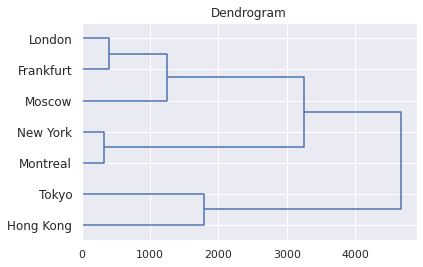 Dendrogram
London
Frankfurt
Moscow
New York
Montreal
Tokyo
Hong Kong
0 1000 2000 3000 4000